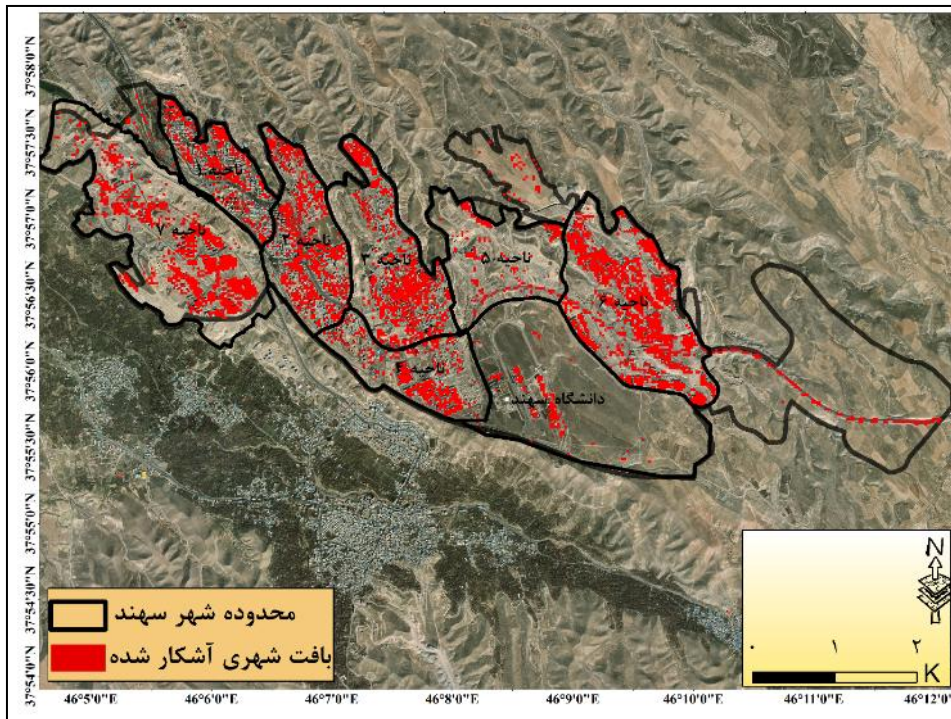 37°58'0"N
37°57'30"N
37°57'0"N
37°56'30"N
37°56'0"N
37°55'30"N
37°55'0"N
37°54'30"N
37°54'0"N
ناحیه ۱
ناحیه ۲
ناحیه ۳
ناحیه ۴
ناحیه ۵
ناحیه ۶
ناحیه ۷
دانشگاه سهند
محدوده شهر سهند
بافت شهری آشکار شده
N
۰ ۱ ۲
K
46°5'0"E 46°6'0"E 46°7'0"E 46°8'0"E 46°9'0"E 46°10'0"E 46°11'0"E 46°12'0"E